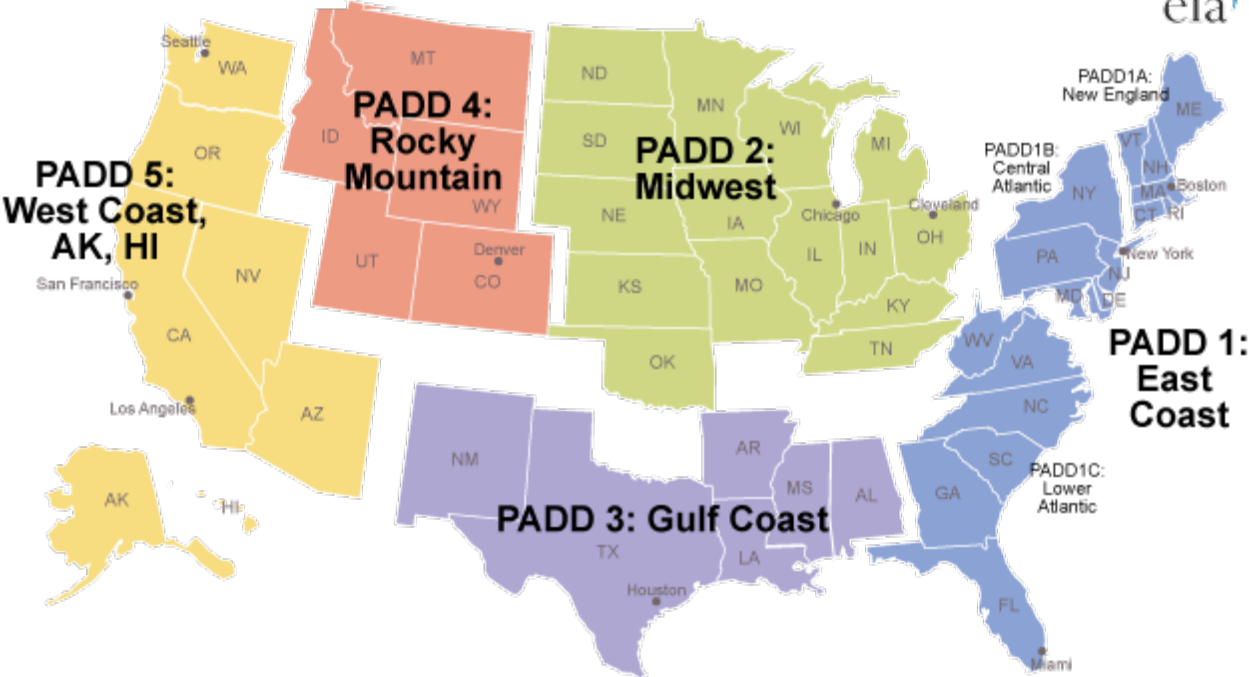 eia
Seattle
WA
OR
PADD 5:
West Coast,
AK, HI
San Francisco
NV
CA
Los Angeles
AZ
AK
HI
MT
ID
PADD 4:
Rocky
Mountain
WY
UT
Denver
CO
ND
SD
MN
WI
MI
PADD 2:
Midwest
NE
IA
Chicago
Cleveland
IL
IN
OH
KS
MO
KY
TN
OK
NM
AR
MS
AL
PADD 3: Gulf Coast
TX
LA
Houston
PADD1A:
New England
ME
VT
NH
MA
Boston
CT
RI
PADD1B:
Central
Atlantic
NY
PA
New York
NJ
MD
DE
WV
VA
PADD 1:
East
Coast
NC
SC
GA
PADD1C:
Lower
Atlantic
FL
Miami